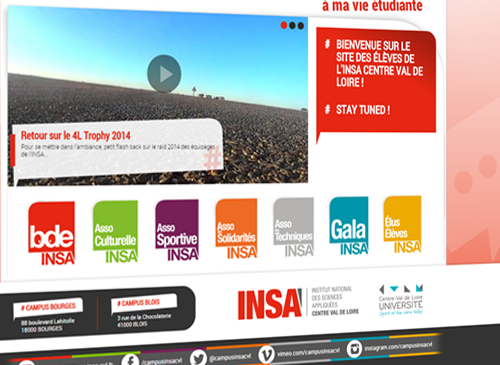 à ma vie étudiante
# BIENVENUE SUR LE
SITE DES ÉLÈVES DE
L'INSA CENTRE VAL DE
LOIRE !
# STAY TUNED !
Retour sur le 4L Trophy 2014
Pour se mettre dans l'ambiance, petit flash back sur le raid 2014 des équipages
de l'INSA...
#
bde
INSA
Asso
Culturelle
INSA
Asso
Sportive
INSA
Asso
Solidarités
INSA
Asso
Techniques
INSA
Gala
INSA
Élus
Élèves
INSA
# CAMPUS BOURGES
88 boulevard Lahitolle
18000 BOURGES
# CAMPUS BLOIS
3 rue de la Chocolaterie
41000 BLOIS
INSA
INSTITUT NATIONAL
DES SCIENCES
APPLIQUÉES
CENTRE VAL DE LOIRE
Centre Val de Loire
UNIVERSITÉ
Spirit of the Loire Valley
/campusinsacvl
@campusinsacvl
vimeo.com/campusinsacvl
instagram.com/campusinsacvl